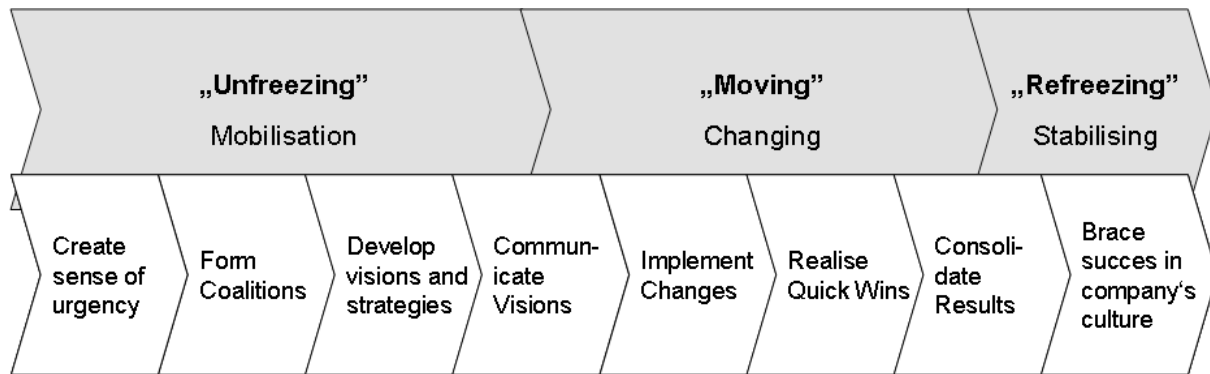 „Unfreezing”
Mobilisation
„Moving”
Changing
„Refreezing”
Stabilising
Create
sense of
urgency
Form
Coalitions
Develop
visions and
strategies
Commun-
icate
Visions
Implement
Changes
Realise
Quick Wins
Consoli-
date
Results
Brace
succes in
company‘s
culture